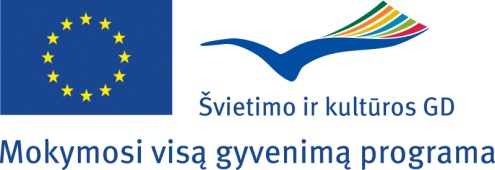 Švietimo ir kultūros GD
Mokymosi visą gyvenimą programa